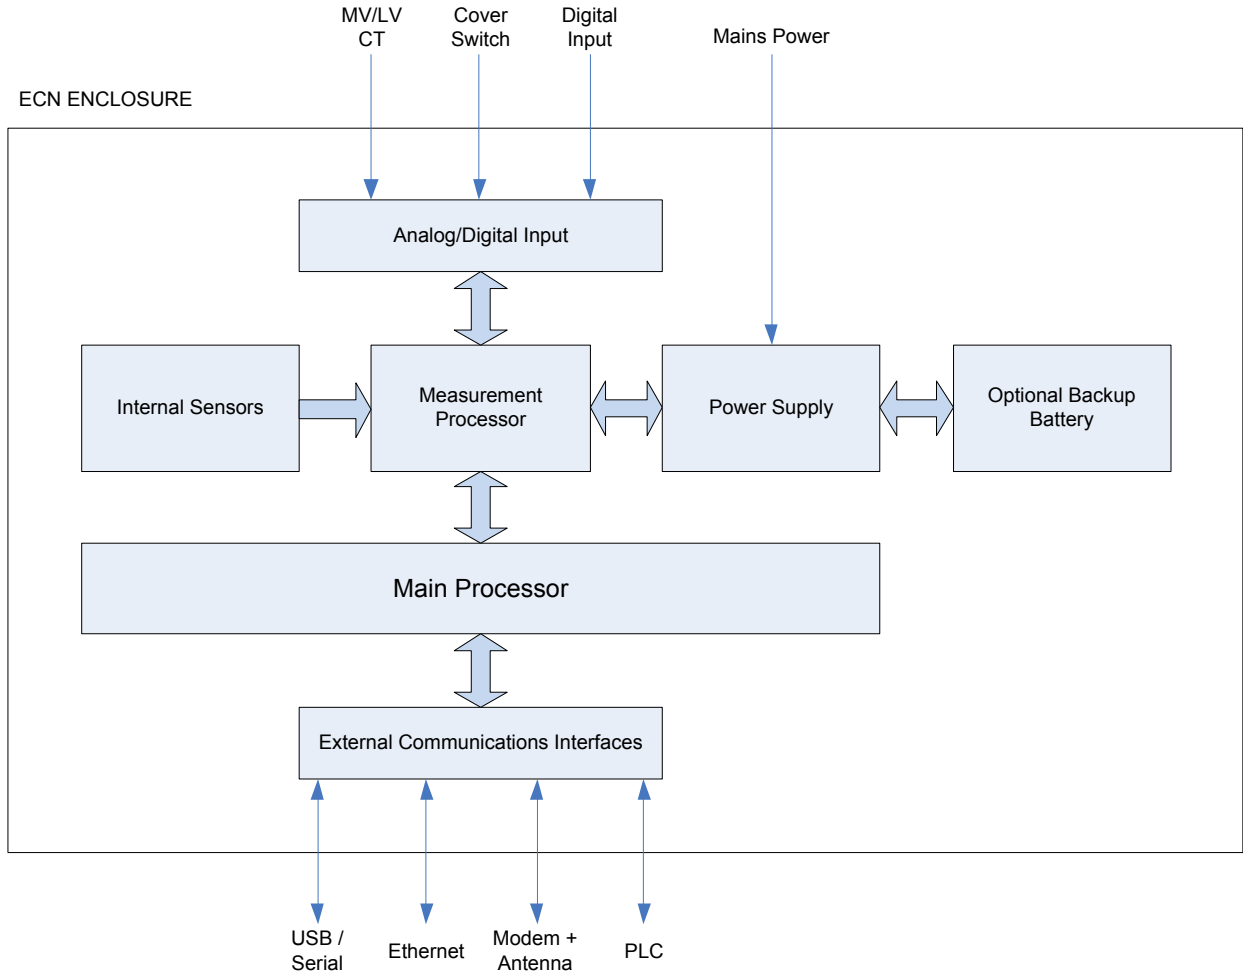 MV/LV
CT
Cover
Switch
Digital
Input
Mains Power
ECN ENCLOSURE
Analog/Digital Input
Internal Sensors
Measurement
Processor
Power Supply
Optional Backup
Battery
Main Processor
External Communications Interfaces
USB /
Serial
Ethernet
Modem +
Antenna
PLC